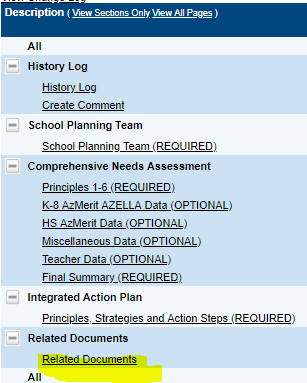 Description ( View Sections Only View All Pages )
All
History Log
History Log
Create Comment
School Planning Team
School Planning Team (REQUIRED)
Comprehensive Needs Assessment
Principles 1-6 (REQUIRED)
K-8 AzMerit AZELLA Data (OPTIONAL)
HS AzMerit Data (OPTIONAL)
Miscellaneous Data (OPTIONAL)
Teacher Data (OPTIONAL)
Final Summary (REQUIRED)
Integrated Action Plan
Principles, Strategies and Action Steps (REQUIRED)
Related Documents
Related Documents
All